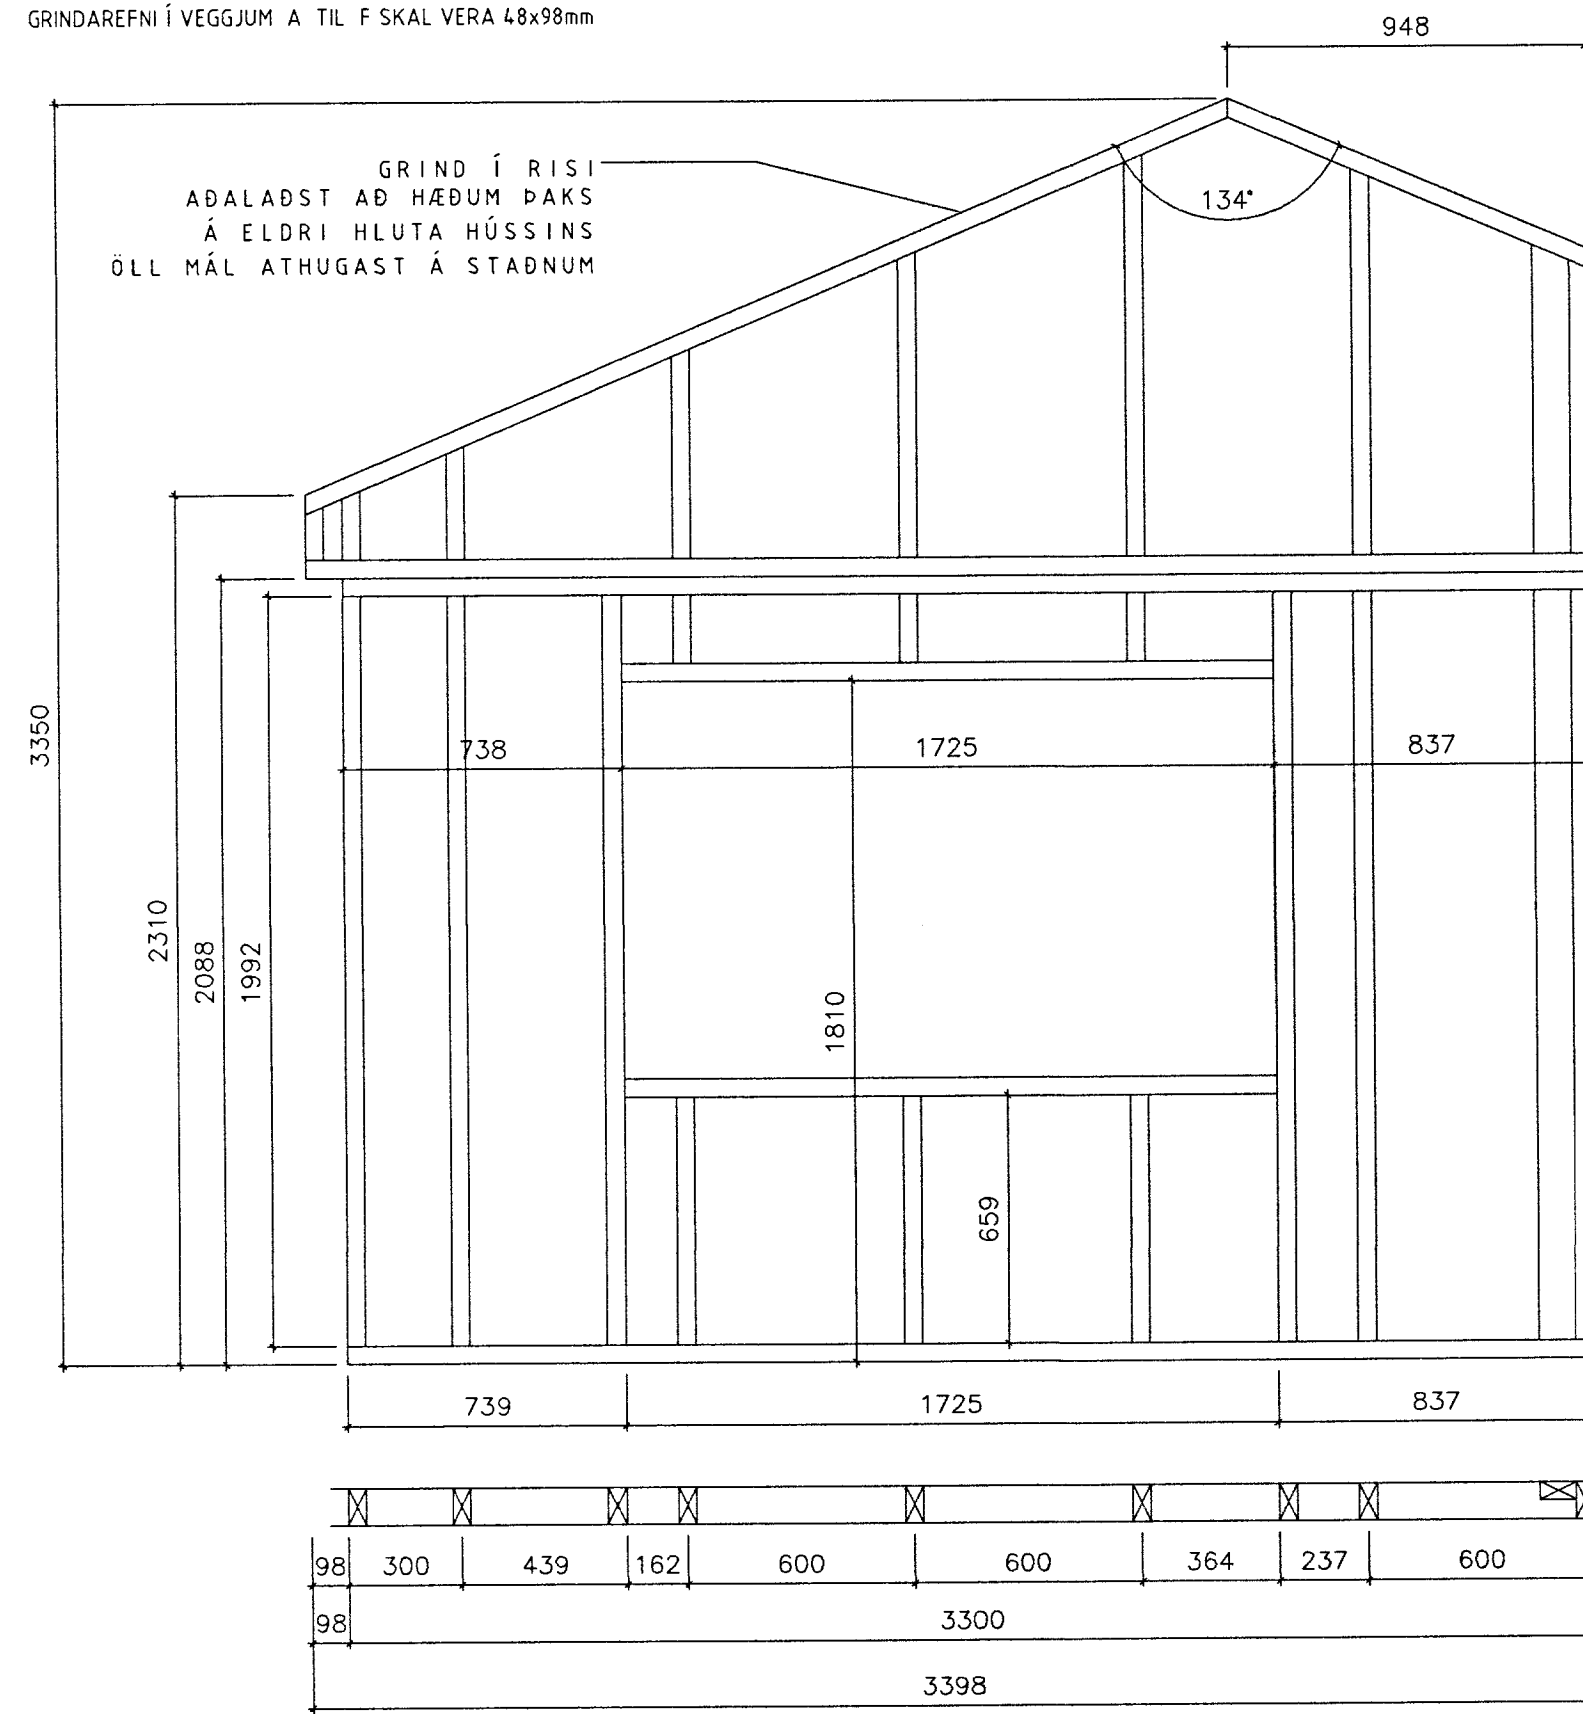 GRINDAREFNI Í VEGGJUM A TIL F SKAL VERA 48x98mm
948
GRIND Í RISI
AÐALAÐST AÐ HÆÐUM ÞAKS
Á ELDRI HLUTA HÚSSINS
ÖLL MÁL ATHUGAST Á STAÐNUM
134°
3350
738
1725
837
2310
2088
1992
1810
659
739
1725
837
98 300 439 162 600 600 364 237 600
98 3300
3398